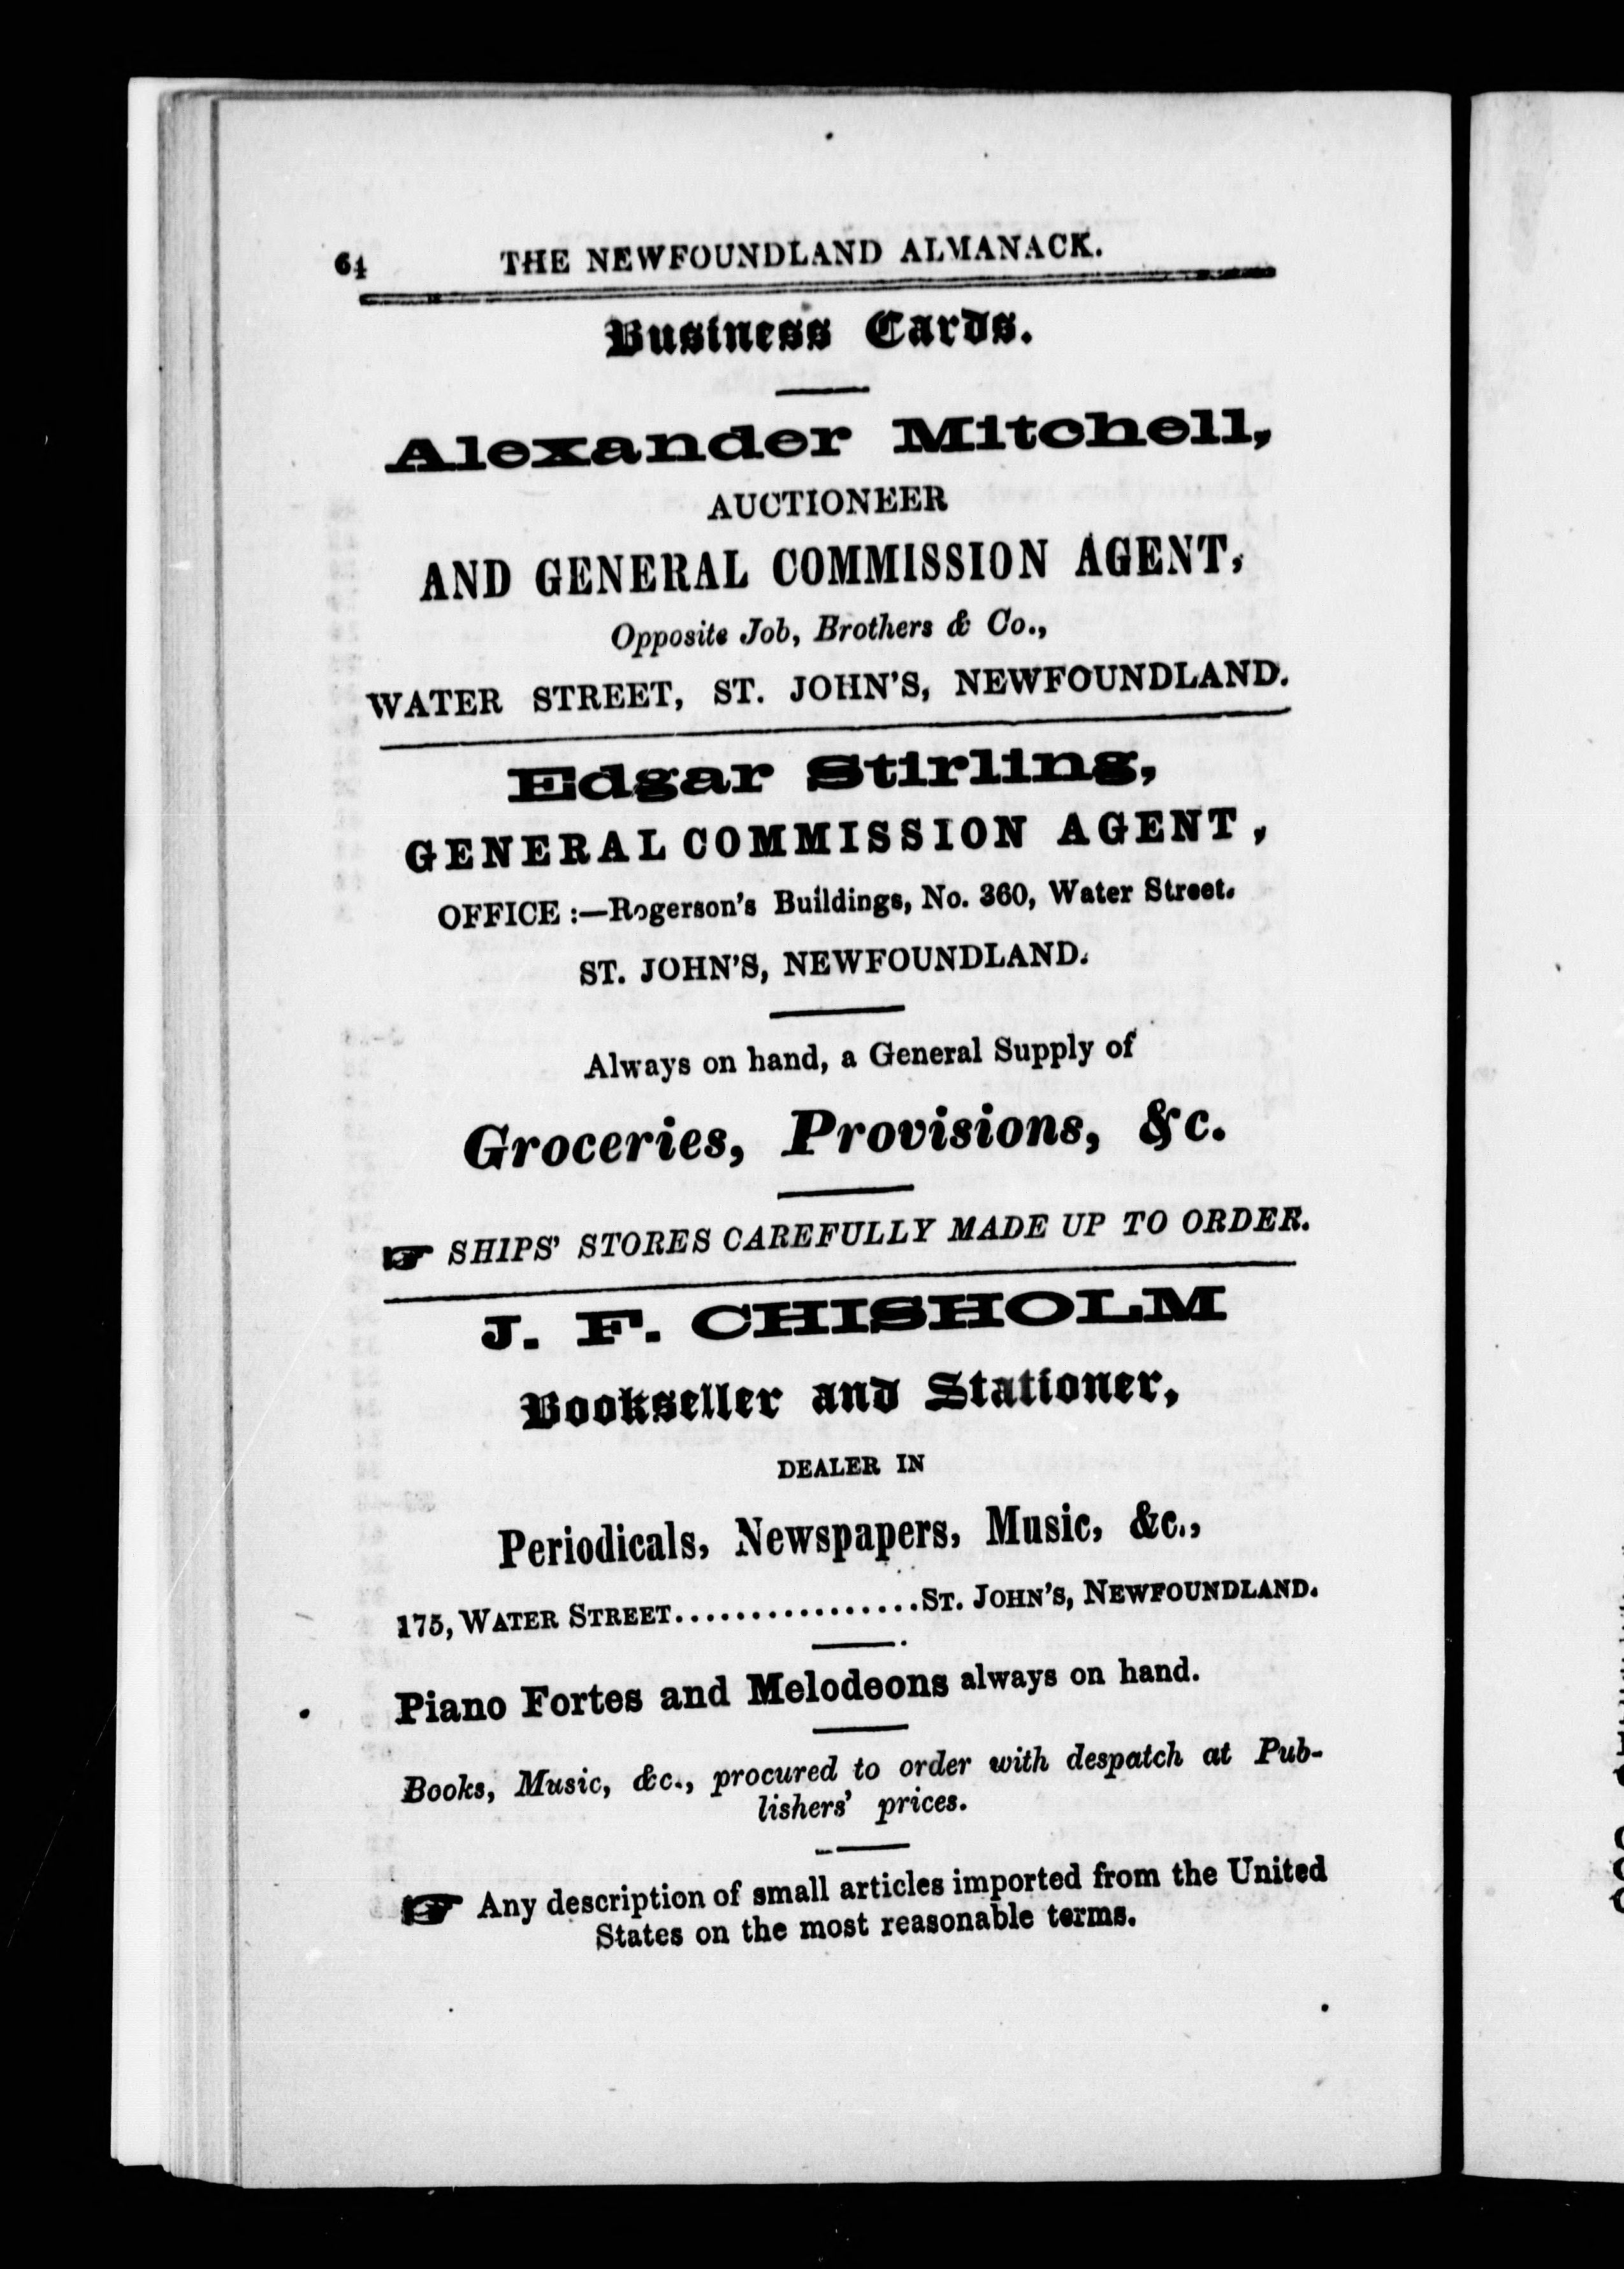 64 THE NEWFOUNDLAND ALMANACK.
Business Cards.
Alexander Mitchell,
AUCTIONEER
AND GENERAL COMMISSION AGENT,
Opposite Job, Brothers & Co.,
WATER STREET, ST. JOHN'S, NEWFOUNDLAND.
Edgar Stirling,
GENERAL COMMISSION AGENT,
OFFICE :—Rogerson's Buildings, No. 360, Water Street.
ST. JOHN'S, NEWFOUNDLAND.
Always on hand, a General Supply of
Groceries, Provisions, &c.
☞ SHIPS' STORES CAREFULLY MADE UP TO ORDER.
J. F. CHISHOLM
Bookseller and Stationer,
DEALER IN
Periodicals, Newspapers, Music, &c.,
175, WATER STREET................ST. JOHN'S, NEWFOUNDLAND.
Piano Fortes and Melodeons always on hand.
Books, Music, &c., procured to order with despatch at Pub-
lishers' prices.
☞ Any description of small articles imported from the United
States on the most reasonable terms.